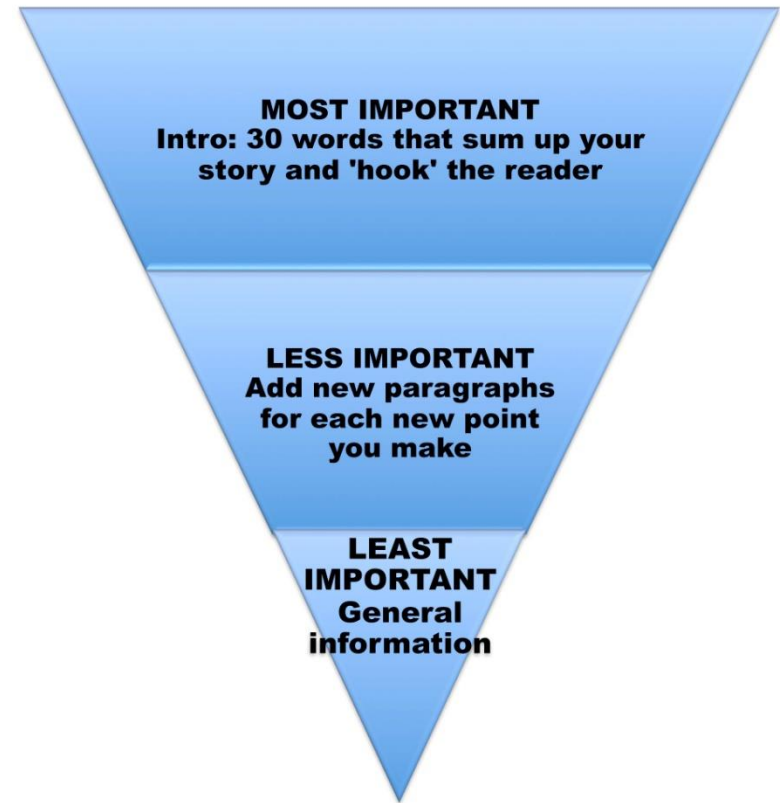 MOST IMPORTANT
Intro: 30 words that sum up your
story and 'hook' the reader
LESS IMPORTANT
Add new paragraphs
for each new point
you make
LEAST
IMPORTANT
General
information